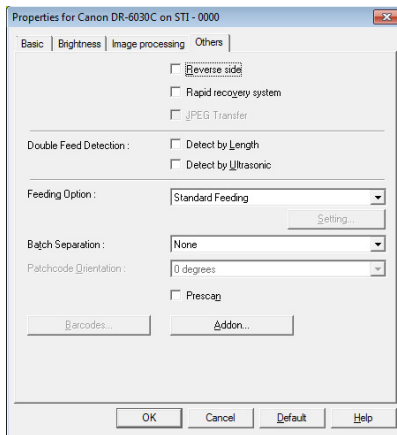 Properties for Canon DR-6030C on STI - 0000
Basic Brightness Image processing Others
Reverse side
Rapid recovery system
JPEG Transfer
Double Feed Detection : Detect by Length
Detect by Ultrasonic
Feeding Option : Standard Feeding
Setting...
Batch Separation : None
Patchcode Orientation : 0 degrees
Prescan
Barcodes... Addon...
OK Cancel Default Help